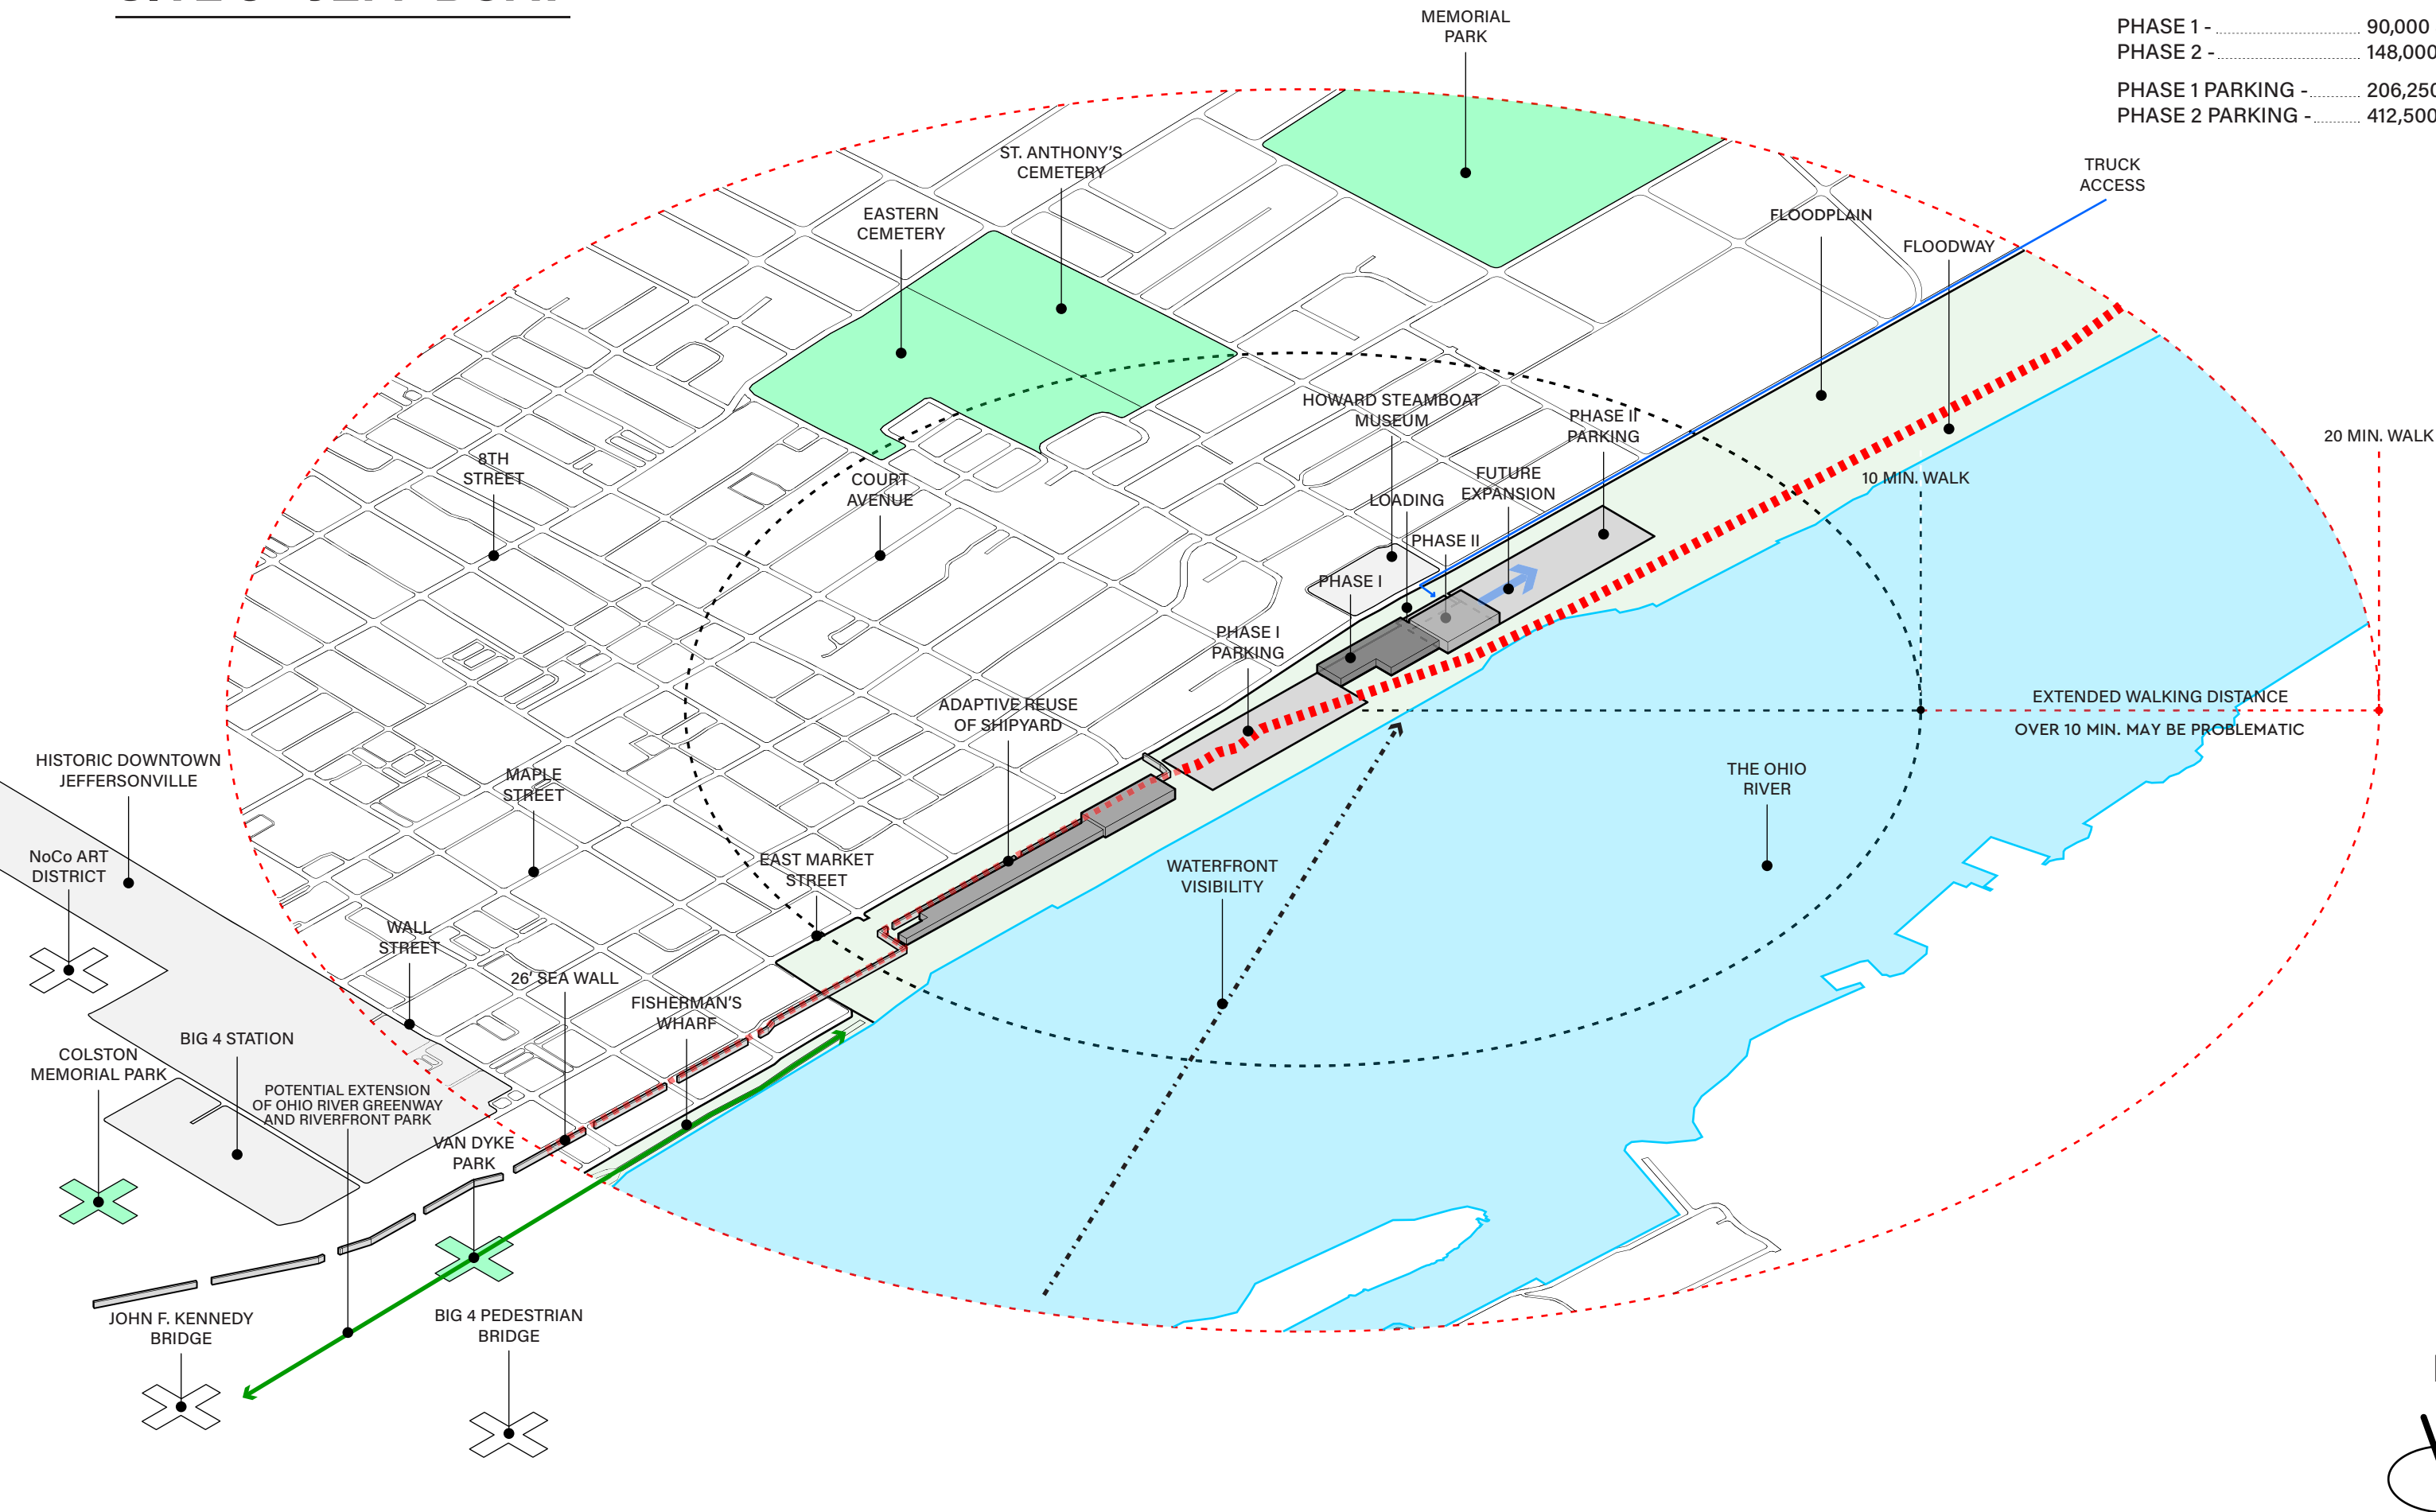 MEMORIAL
PARK
PHASE 1 - 90,000
PHASE 2 - 148,000
PHASE 1 PARKING - 206,250
PHASE 2 PARKING - 412,500
ST. ANTHONY'S
CEMETERY
TRUCK
ACCESS
EASTERN
CEMETERY
FLOODPLAIN
FLOODWAY
HOWARD STEAMBOAT
MUSEUM
PHASE II
PARKING
20 MIN. WALK
8TH
STREET
COURT
AVENUE
FUTURE
EXPANSION
10 MIN. WALK
LOADING
PHASE II
PHASE I
PHASE I
PARKING
ADAPTIVE REUSE
OF SHIPYARD
EXTENDED WALKING DISTANCE
OVER 10 MIN. MAY BE PROBLEMATIC
HISTORIC DOWNTOWN
JEFFERSONVILLE
MAPLE
STREET
THE OHIO
RIVER
NoCo ART
DISTRICT
EAST MARKET
STREET
WATERFRONT
VISIBILITY
WALL
STREET
26' SEA WALL
FISHERMAN'S
WHARF
BIG 4 STATION
COLSTON
MEMORIAL PARK
POTENTIAL EXTENSION
OF OHIO RIVER GREENWAY
AND RIVERFRONT PARK
VAN DYKE
PARK
JOHN F. KENNEDY
BRIDGE
BIG 4 PEDESTRIAN
BRIDGE